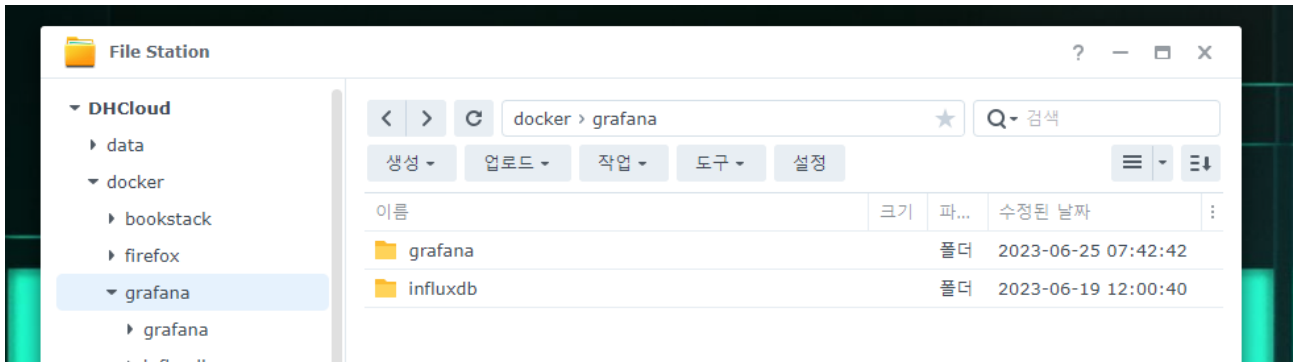 File Station
DHCloud
data
docker
bookstack
firefox
grafana
grafana
docker › grafana
검색
생성 업로드 작업 도구 설정
이름 크기 파... 수정된 날짜
grafana 폴더 2023-06-25 07:42:42
influxdb 폴더 2023-06-19 12:00:40